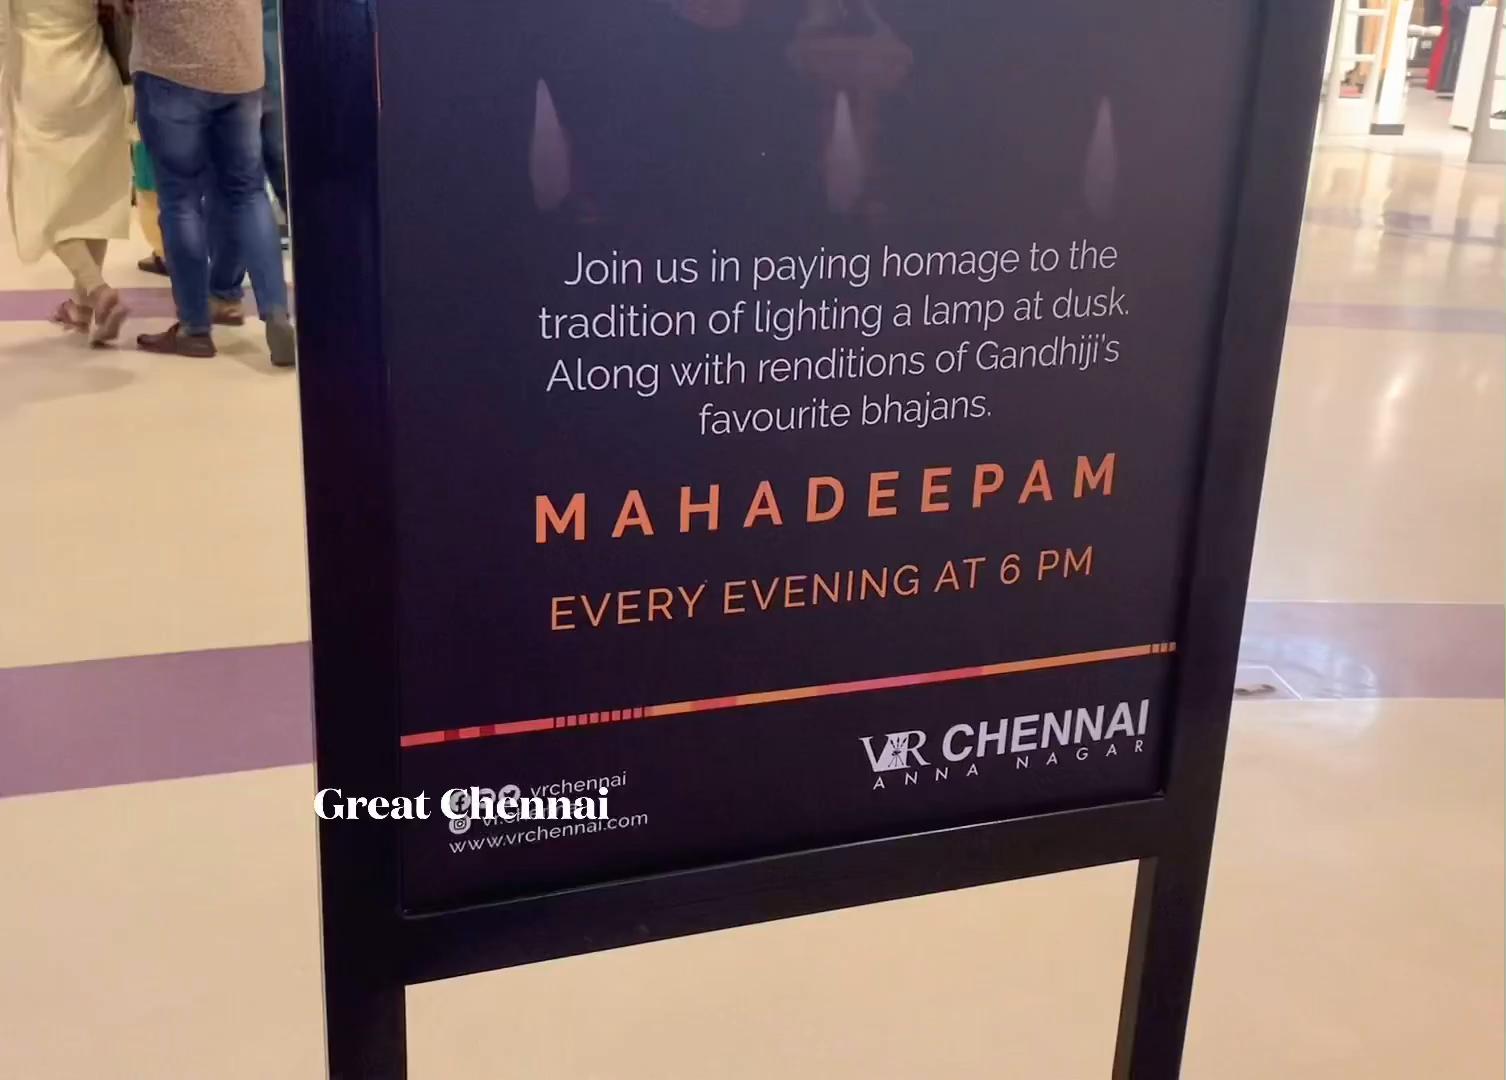 Join us in paying homage to the
tradition of lighting a lamp at dusk.
Along with renditions of Gandhiji's
favourite bhajans.
MAHADEEPAM
EVERY EVENING AT 6 PM
VR CHENNAI
ANNA NAGAR
vrchennai
Great Chennai
www.vrchennai.com